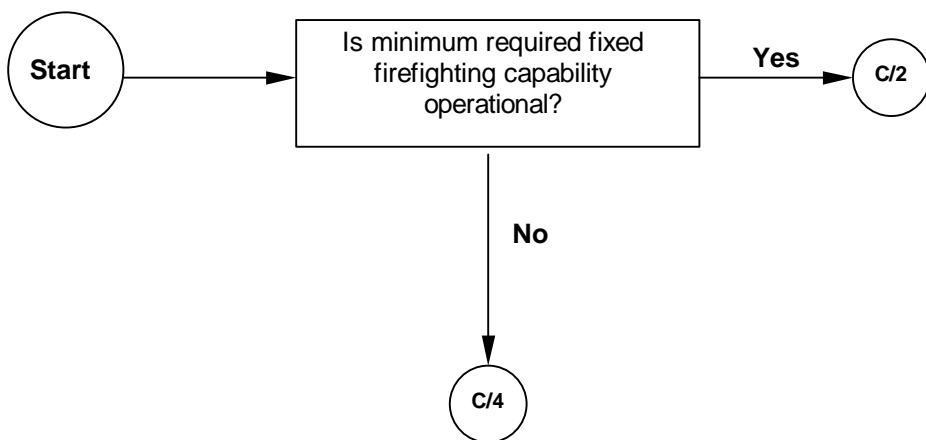 Start
Is minimum required fixed
firefighting capability
operational?
Yes
C/2
No
C/4